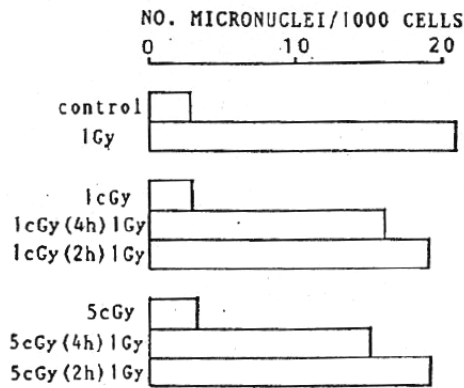 NO. MICRONUCLEI/1000 CELLS
0 10 20
control
1Gy
1cGy
1cGy(4h)1Gy
1cGy(2h)1Gy
5cGy
5cGy(4h)1Gy
5cGy(2h)1Gy